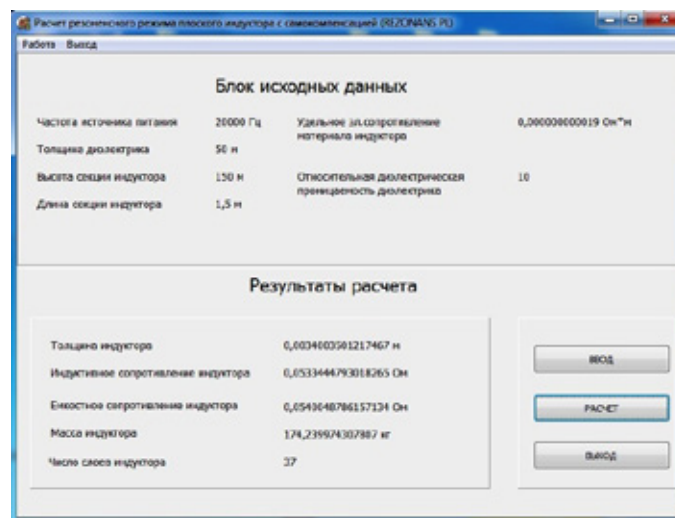 Расчет резонансного режима плоского индуктора с самокомпенсацией (REZONANS PL)
Работа Выход
Блок исходных данных
Частота источника питания 20000 Гц Удельное эл.сопротивление материала индуктора 0,000000000019 Ом*м
Толщина диэлектрика 50 м
Высота секции индуктора 150 м Относительная диэлектрическая проницаемость диэлектрика 10
Длина секции индуктора 1,5 м
Результаты расчета
Толщина индуктора 0,0034003501217467 м
Индуктивное сопротивление индуктора 0,0533444793018265 Ом
ВВОД
Емкостное сопротивление индуктора 0,0543048786157134 Ом
РАСЧЕТ
Масса индуктора 174,239974307807 кг
Число слоев индуктора 37
ВЫХОД